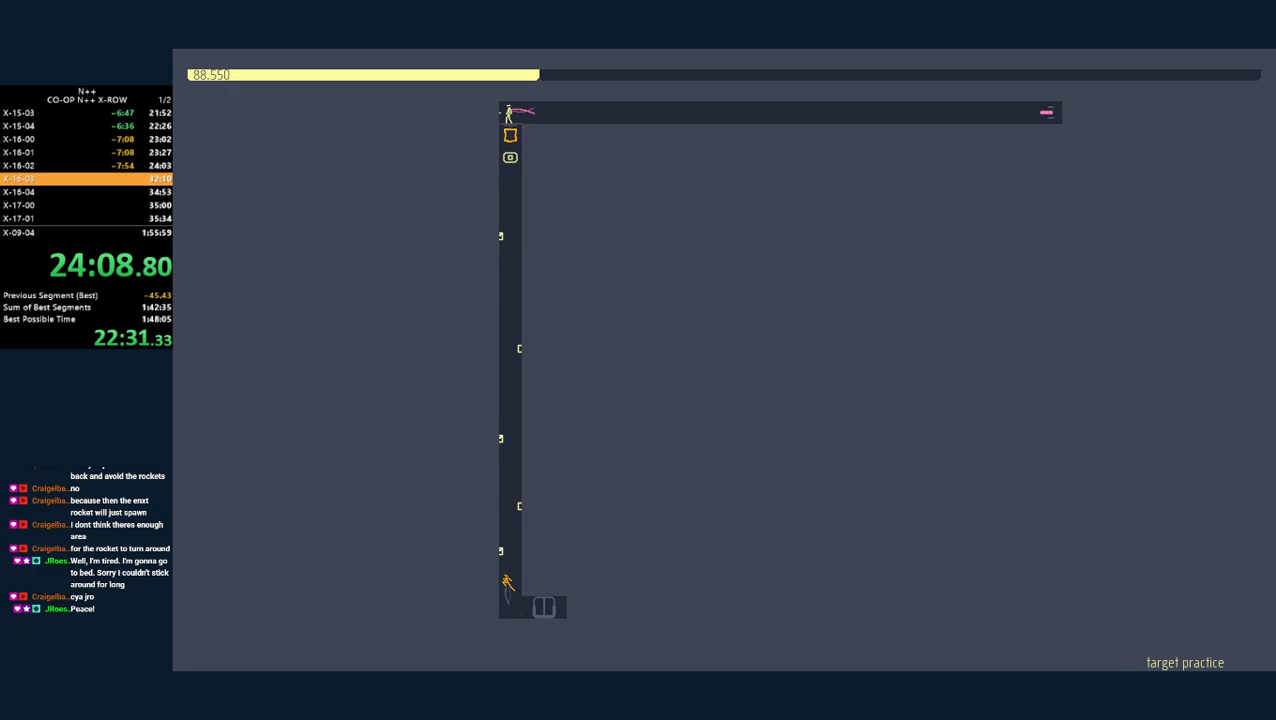 88.550
N++
CO-OP N++ X-ROW 1/2
X-15-03 -6:47 21:52
X-15-04 -6:36 22:26
X-16-00 -7:08 23:02
X-16-01 -7:08 23:27
X-16-02 -7:54 24:03
X-16-03 32:10
X-16-04 34:53
X-17-00 35:00
X-17-01 35:34
X-09-04 1:55:59
24:08.80
Previous Segment (Best) -45.43
Sum of Best Segments 1:42:35
Best Possible Time 1:48:05
22:31.33
back and avoid the rockets
Craigelba..no
Craigelba..because then the enxt
rocket will just spawn
Craigelba..I dont think theres enough
area
Craigelba..for the rocket to turn around
JRoes..Well, I'm tired. I'm gonna go
to bed. Sorry I couldn't stick
around for long
Craigelba..cya jro
JRoes..Peace!
target practice